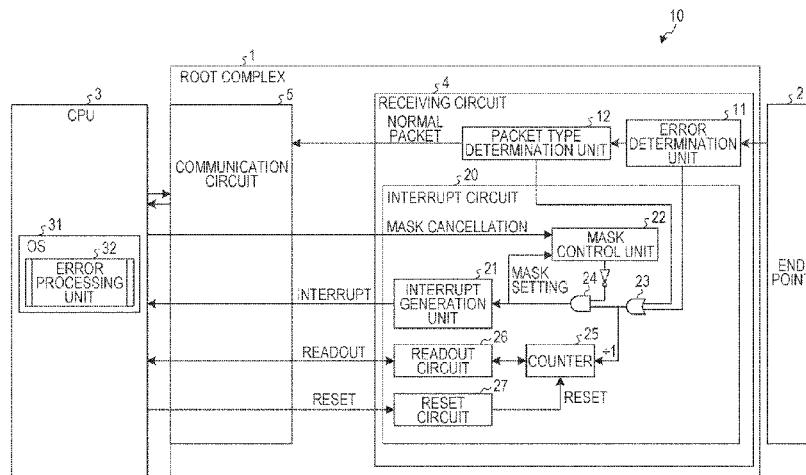 10
1
ROOT COMPLEX
3
CPU
5
COMMUNICATION
CIRCUIT
4
RECEIVING CIRCUIT
NORMAL
PACKET
12
PACKET TYPE
DETERMINATION UNIT
11
ERROR
DETERMINATION
UNIT
2
END
POINT
20
INTERRUPT CIRCUIT
MASK CANCELLATION
22
MASK
CONTROL UNIT
31
OS
32
ERROR
PROCESSING
UNIT
INTERRUPT
21
INTERRUPT
GENERATION
UNIT
MASK
SETTING
24
23
READOUT
26
READOUT
CIRCUIT
25
COUNTER
+1
RESET
27
RESET
CIRCUIT
RESET